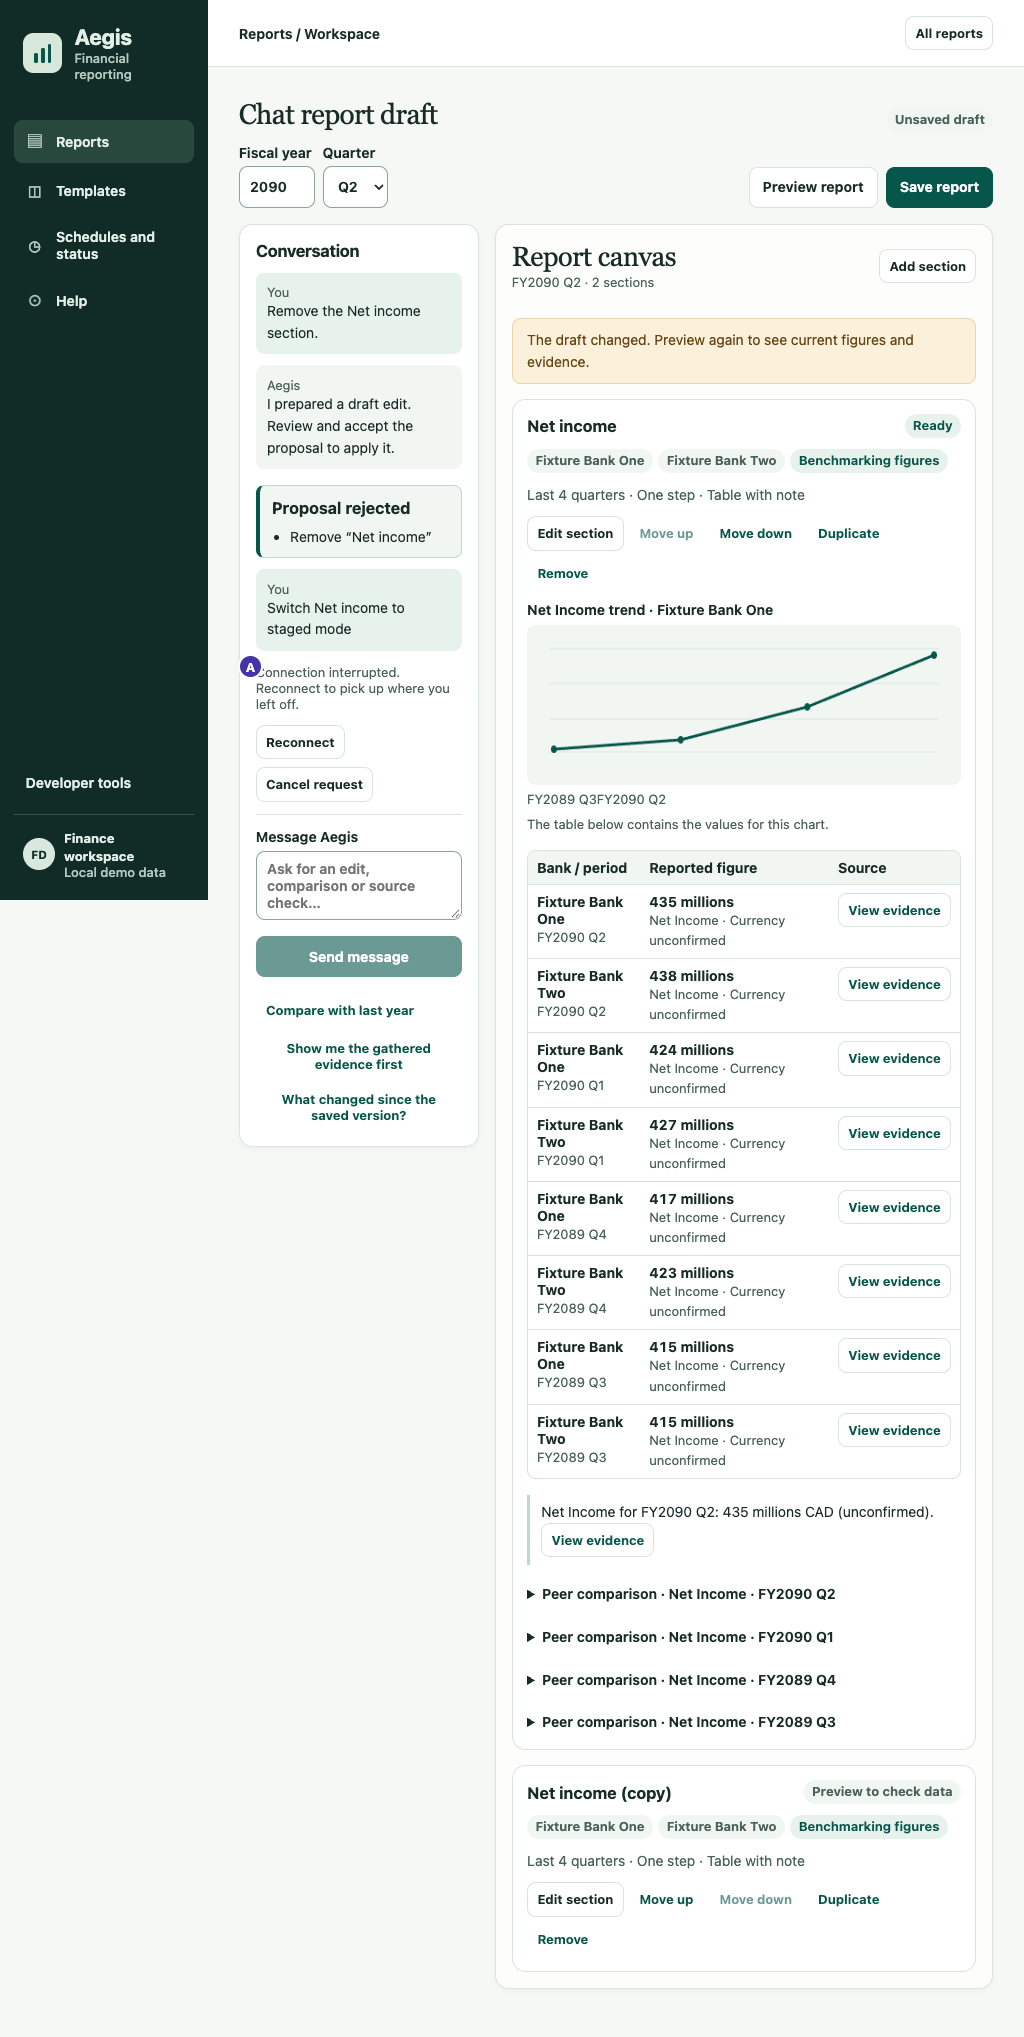 Aegis
Financial
reporting
Reports
Templates
Schedules and
status
Help
Developer tools
FD
Finance
workspace
Local demo data
Reports / Workspace
All reports
Chat report draft
Unsaved draft
Fiscal year
Quarter
2090
Q2
Preview report
Save report
Conversation
You
Remove the Net income
section.
Aegis
I prepared a draft edit.
Review and accept the
proposal to apply it.
Proposal rejected
• Remove “Net income”
You
Switch Net income to
staged mode
A
Connection interrupted.
Reconnect to pick up where you
left off.
Reconnect
Cancel request
Message Aegis
Ask for an edit,
comparison or source
check...
Send message
Compare with last year
Show me the gathered
evidence first
What changed since the
saved version?
Report canvas
FY2090 Q2 · 2 sections
Add section
The draft changed. Preview again to see current figures and
evidence.
Net income
Ready
Fixture Bank One
Fixture Bank Two
Benchmarking figures
Last 4 quarters · One step · Table with note
Edit section
Move up
Move down
Duplicate
Remove
Net Income trend · Fixture Bank One
FY2089 Q3FY2090 Q2
The table below contains the values for this chart.
Bank / period Reported figure Source
Fixture Bank
One
FY2090 Q2
435 millions
Net Income · Currency
unconfirmed
View evidence
Fixture Bank
Two
FY2090 Q2
438 millions
Net Income · Currency
unconfirmed
View evidence
Fixture Bank
One
FY2090 Q1
424 millions
Net Income · Currency
unconfirmed
View evidence
Fixture Bank
Two
FY2090 Q1
427 millions
Net Income · Currency
unconfirmed
View evidence
Fixture Bank
One
FY2089 Q4
417 millions
Net Income · Currency
unconfirmed
View evidence
Fixture Bank
Two
FY2089 Q4
423 millions
Net Income · Currency
unconfirmed
View evidence
Fixture Bank
One
FY2089 Q3
415 millions
Net Income · Currency
unconfirmed
View evidence
Fixture Bank
Two
FY2089 Q3
415 millions
Net Income · Currency
unconfirmed
View evidence
Net Income for FY2090 Q2: 435 millions CAD (unconfirmed).
View evidence
Peer comparison · Net Income · FY2090 Q2
Peer comparison · Net Income · FY2090 Q1
Peer comparison · Net Income · FY2089 Q4
Peer comparison · Net Income · FY2089 Q3
Net income (copy)
Preview to check data
Fixture Bank One
Fixture Bank Two
Benchmarking figures
Last 4 quarters · One step · Table with note
Edit section
Move up
Move down
Duplicate
Remove